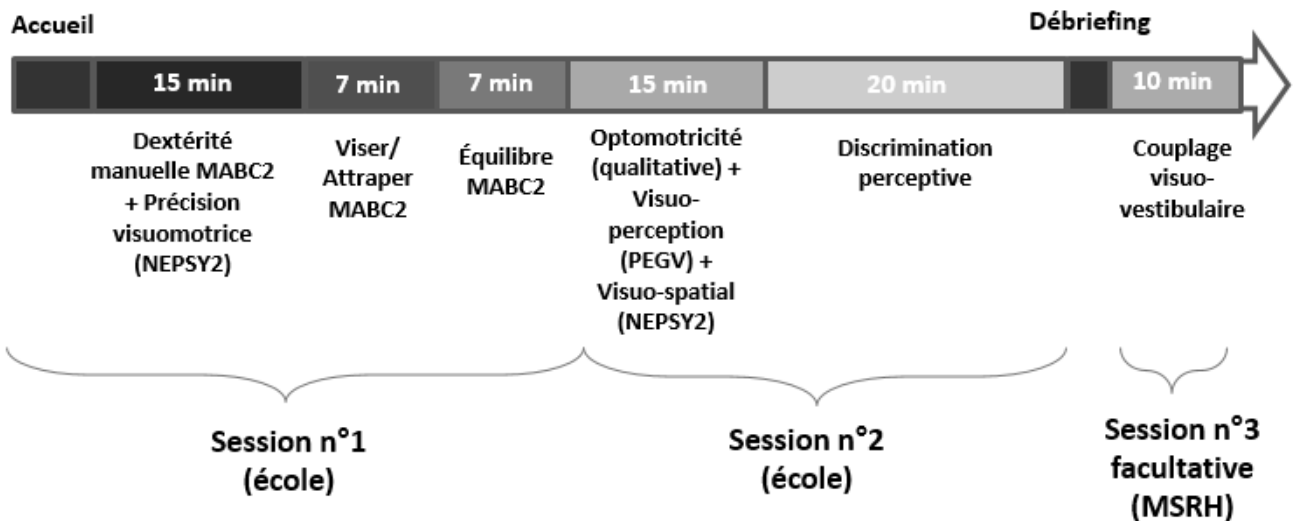 Accueil
Débriefing
15 min
7 min
7 min
15 min
20 min
10 min
Dextérité
manuelle MABC2
+ Précision
visuomotrice
(NEPSY2)
Viser/
Attraper
MABC2
Équilibre
MABC2
Optomotricité
(qualitative) +
Visuo-
perception
(PEGV) +
Visuo-spatial
(NEPSY2)
Discrimination
perceptive
Couplage
visuo-
vestibulaire
Session n°1
(école)
Session n°2
(école)
Session n°3
facultative
(MSRH)